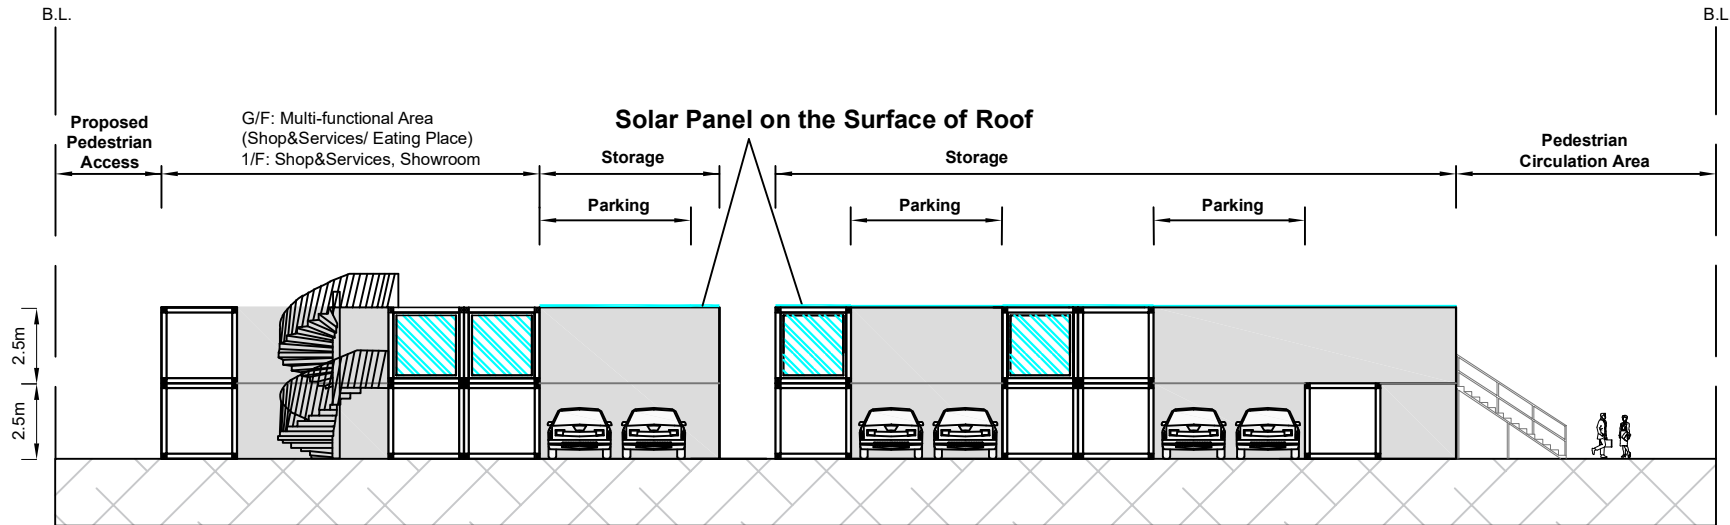 B.L.
B.L
Proposed
Pedestrian
Access
G/F: Multi-functional Area
(Shop&Services/ Eating Place)
1/F: Shop&Services, Showroom
Solar Panel on the Surface of Roof
Storage
Storage
Pedestrian
Circulation Area
Parking
Parking
Parking
2.5m
2.5m